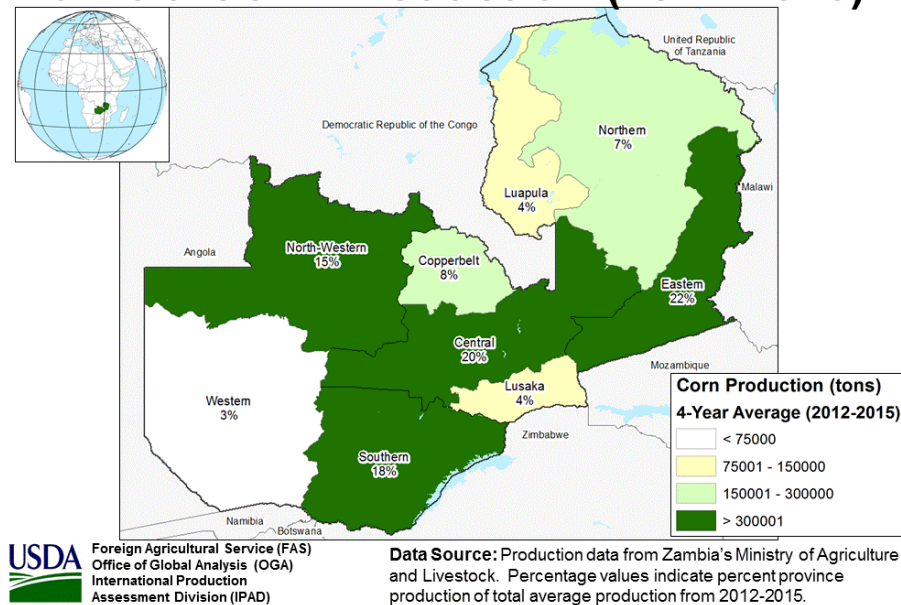 United Republic
of Tanzania
Democratic Republic of the Congo
Northern
7%
Luapula
4%
Malawi
North-Western
15%
Angola
Copperbelt
8%
Eastern
22%
Central
20%
Mozambique
Lusaka
4%
Western
3%
Zimbabwe
Southern
18%
Namibia
Botswana
Corn Production (tons)
4-Year Average (2012-2015)
< 75000
75001 - 150000
150001 - 300000
> 300001
USDA
Foreign Agricultural Service (FAS)
Office of Global Analysis (OGA)
International Production
Assessment Division (IPAD)
Data Source: Production data from Zambia's Ministry of Agriculture
and Livestock. Percentage values indicate percent province
production of total average production from 2012-2015.